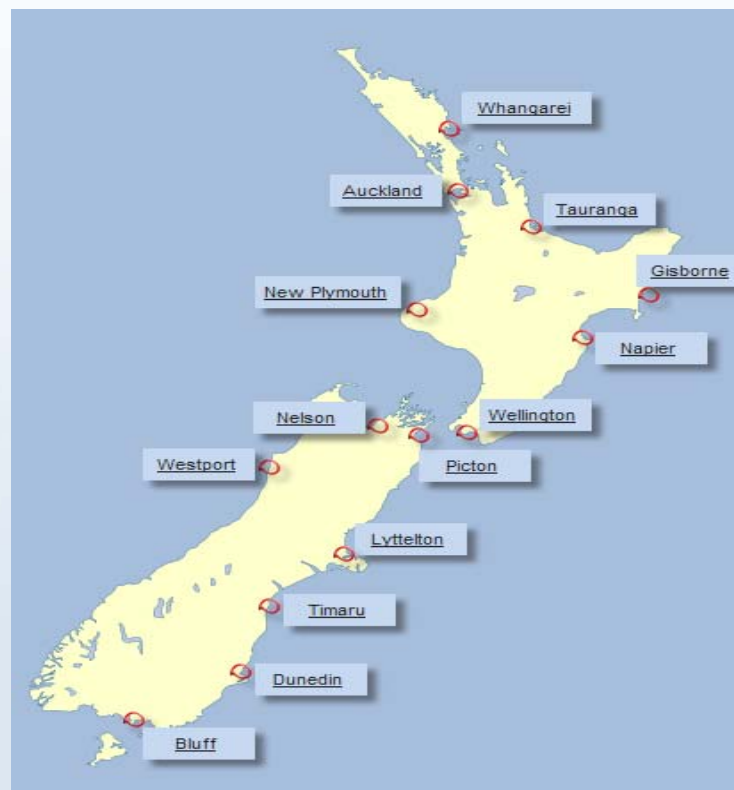 Whangarei
Auckland
Tauranga
Gisborne
New Plymouth
Napier
Nelson
Wellington
Westport
Picton
Lyttelton
Timaru
Dunedin
Bluff